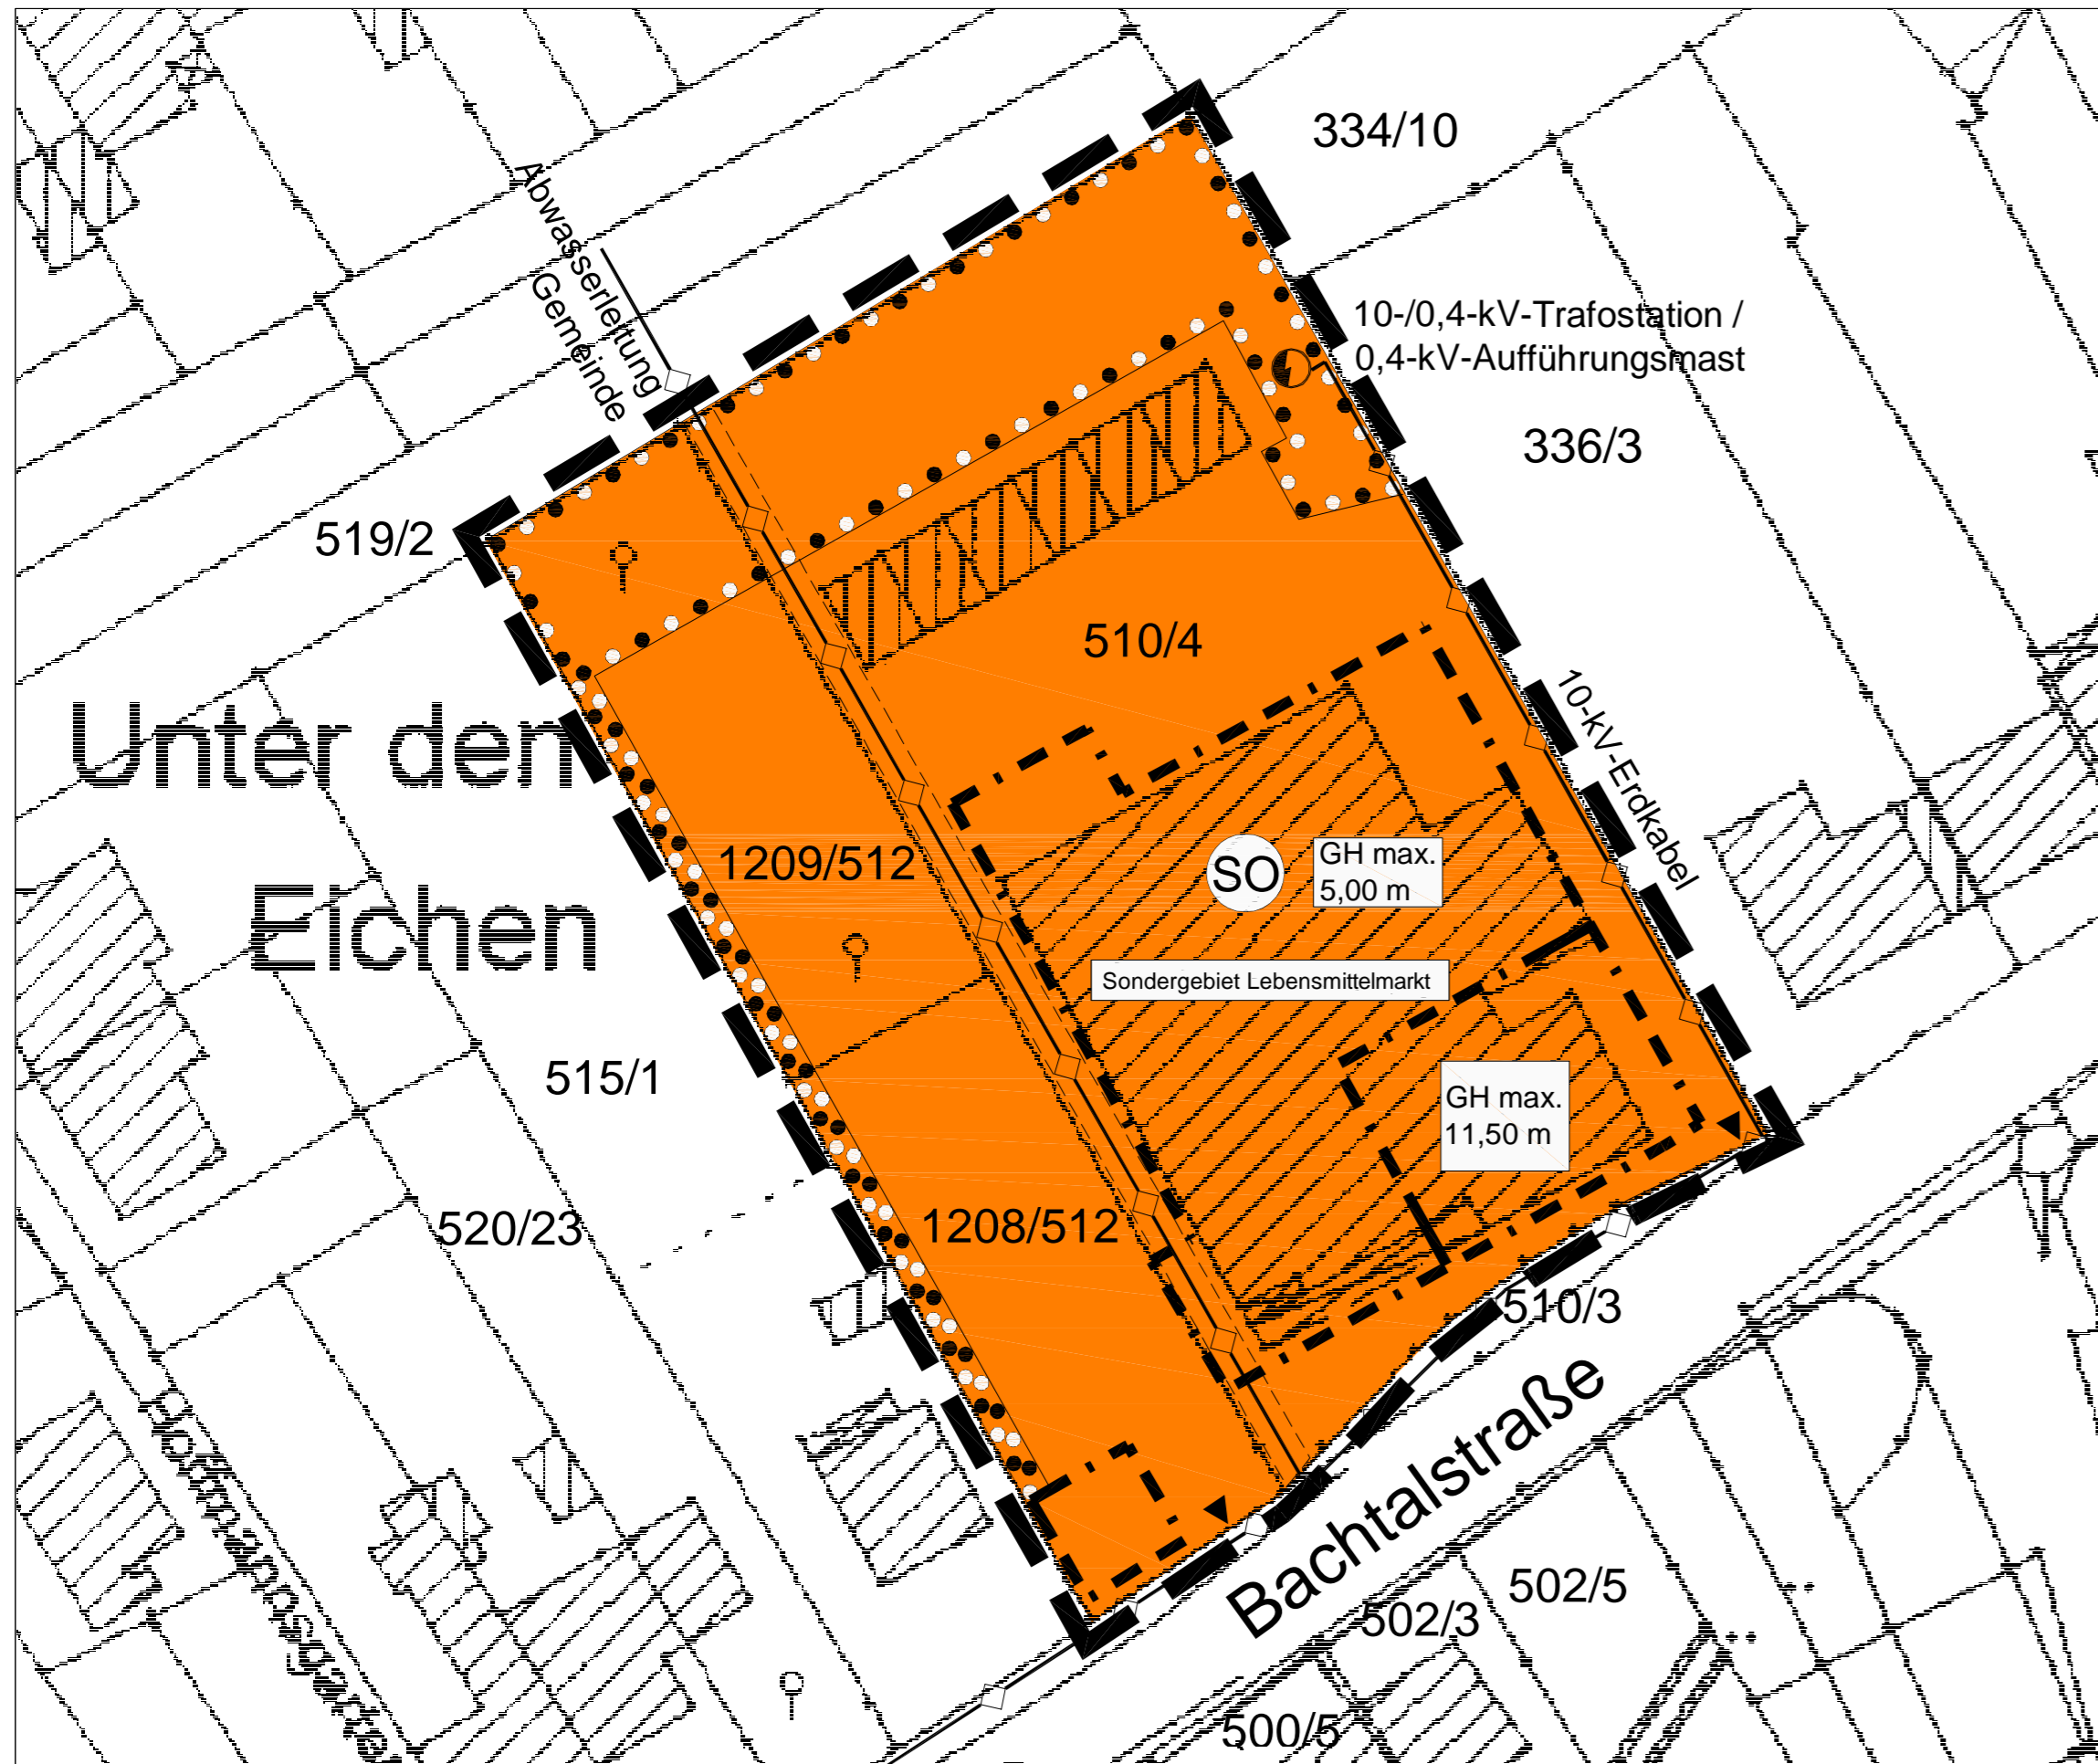 334/10
Abwasserleitung
Gemeinde
10-/0,4-kV-Trafostation /
0,4-kV-Aufführungsmast
336/3
519/2
510/4
Unter den
Eichen
10-kV-Erdkabel
1209/512
SO
GH max.
5,00 m
Sondergebiet Lebensmittelmarkt
515/1
GH max.
11,50 m
520/23
1208/512
510/3
Bachtalstraße
502/5
502/3
500/5